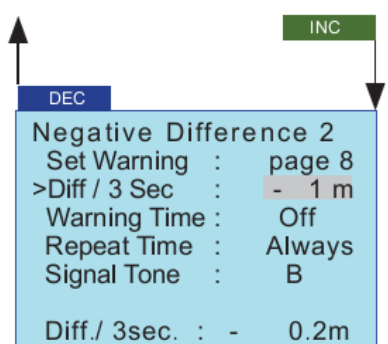 INC
DEC
Negative Difference 2
Set Warning : page 8
>Diff / 3 Sec : - 1 m
Warning Time : Off
Repeat Time : Always
Signal Tone : B
Diff./ 3sec. : - 0.2m